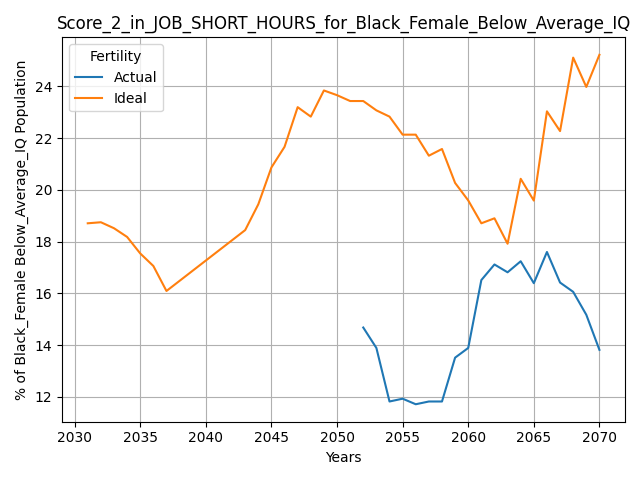 Score_2_in_JOB_SHORT_HOURS_for_Black_Female_Below_Average_IQ
Fertility
Actual
Ideal
% of Black_Female Below_Average_IQ Population
24
22
20
18
16
14
12
2030 2035 2040 2045 2050 2055 2060 2065 2070
Years